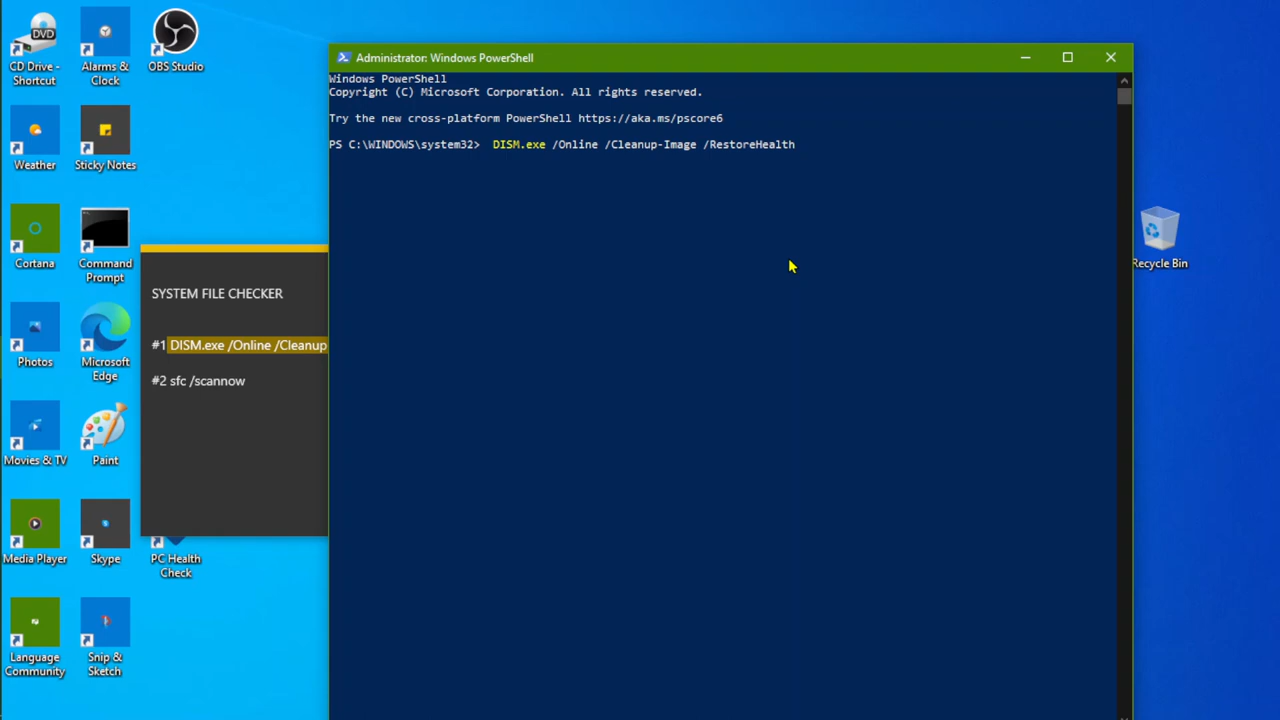 DVD
CD Drive - Shortcut
Alarms & Clock
OBS Studio
Weather
Sticky Notes
Cortana
Command Prompt
Photos
Microsoft Edge
Movies & TV
Paint
Media Player
Skype
PC Health Check
Language Community
Snip & Sketch
SYSTEM FILE CHECKER
#1 DISM.exe /Online /Cleanup
#2 sfc /scannow
Administrator: Windows PowerShell
Windows PowerShell
Copyright (C) Microsoft Corporation. All rights reserved.
Try the new cross-platform PowerShell https://aka.ms/pscore6
PS C:\WINDOWS\system32>  DISM.exe /Online /Cleanup-Image /RestoreHealth
Recycle Bin